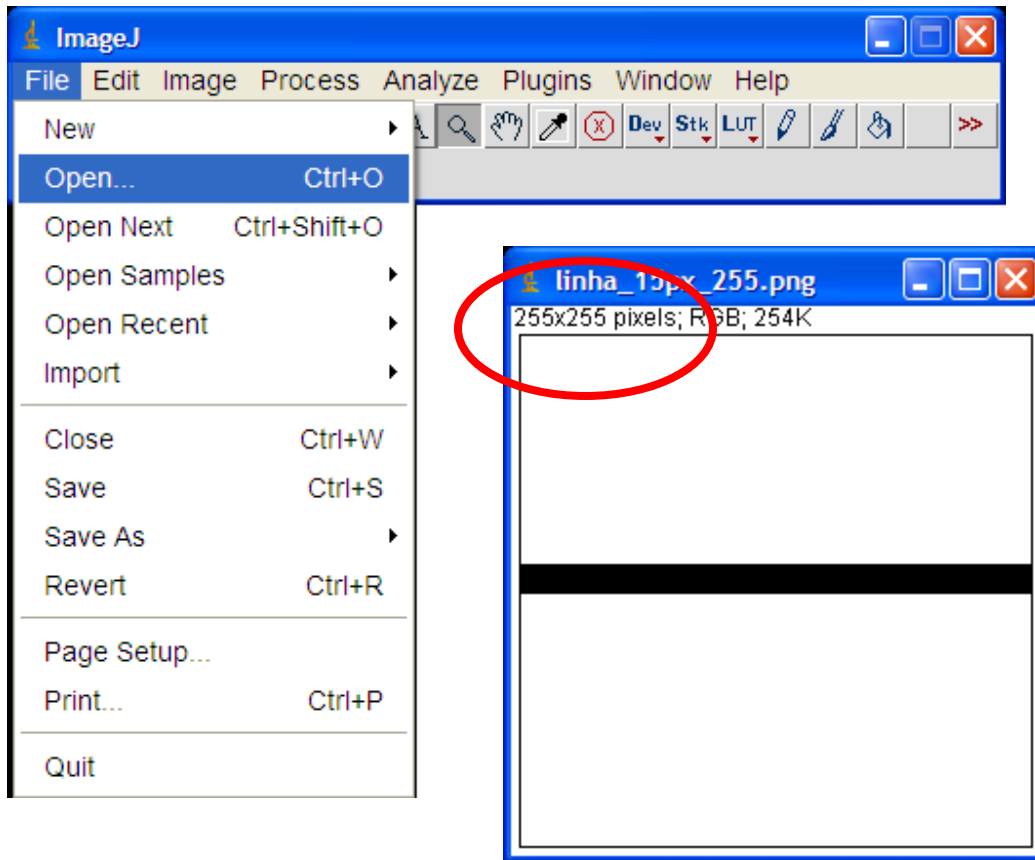 ImageJ
File Edit Image Process Analyze Plugins Window Help
Dev Stk LUT >>
New
Open... Ctrl+O
Open Next Ctrl+Shift+O
Open Samples
Open Recent
Import
Close Ctrl+W
Save Ctrl+S
Save As
Revert Ctrl+R
Page Setup...
Print... Ctrl+P
Quit
linha_15px_255.png
255x255 pixels; RGB; 254K